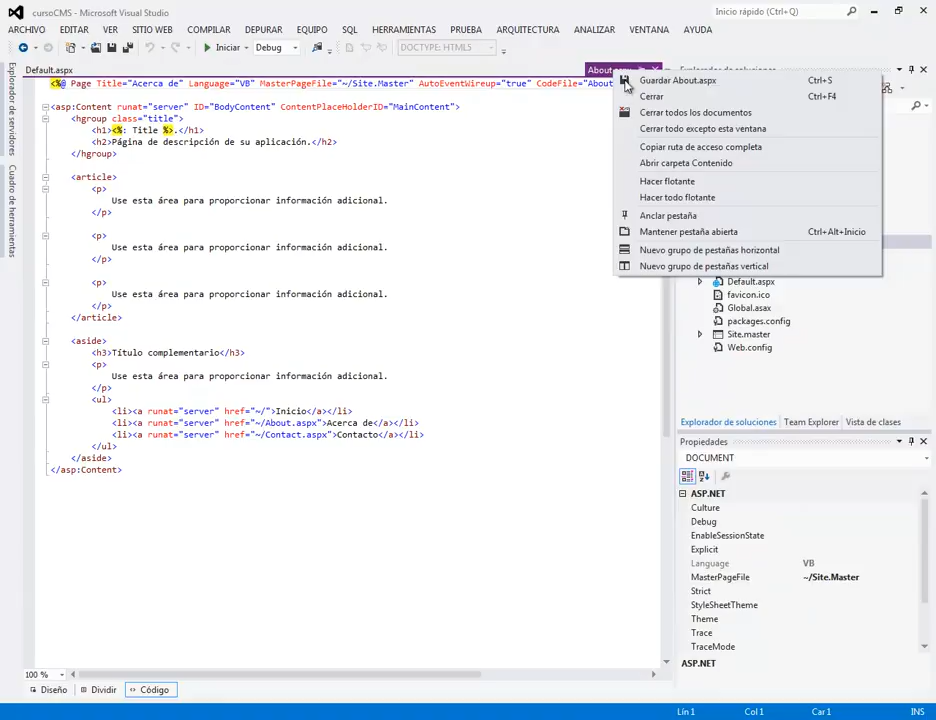 cursoCMS - Microsoft Visual Studio
Inicio rápido (Ctrl+Q)
ARCHIVO EDITAR VER SITIO WEB COMPILAR DEPURAR EQUIPO SQL HERRAMIENTAS PRUEBA ARQUITECTURA ANALIZAR VENTANA AYUDA
Iniciar Debug DOCTYPE: HTML5
Explorador de servidores
Cuadro de herramientas
Default.aspx
<%@ Page Title="Acerca de" Language="VB" MasterPageFile="~/Site.Master" AutoEventWireup="true" CodeFile="Abou
<asp:Content runat="server" ID="BodyContent" ContentPlaceHolderID="MainContent">
<hgroup class="title">
<h1><%: Title %>.</h1>
<h2>Página de descripción de su aplicación.</h2>
</hgroup>
<article>
<p>
Use esta área para proporcionar información adicional.
</p>
<p>
Use esta área para proporcionar información adicional.
</p>
<p>
Use esta área para proporcionar información adicional.
</p>
</article>
<aside>
<h3>Título complementario</h3>
<p>
Use esta área para proporcionar información adicional.
</p>
<ul>
<li><a runat="server" href="~/">Inicio</a></li>
<li><a runat="server" href="~/About.aspx">Acerca de</a></li>
<li><a runat="server" href="~/Contact.aspx">Contacto</a></li>
</ul>
</aside>
</asp:Content>
Guardar About.aspx Ctrl+S
Cerrar Ctrl+F4
Cerrar todos los documentos
Cerrar todo excepto esta ventana
Copiar ruta de acceso completa
Abrir carpeta Contenido
Hacer flotante
Hacer todo flotante
Anclar pestaña
Mantener pestaña abierta Ctrl+Alt+Inicio
Nuevo grupo de pestañas horizontal
Nuevo grupo de pestañas vertical
Default.aspx
favicon.ico
Global.asax
packages.config
Site.master
Web.config
Explorador de soluciones Team Explorer Vista de clases
Propiedades
DOCUMENT
ASP.NET
Culture
Debug
EnableSessionState
Explicit
Language VB
MasterPageFile ~/Site.Master
Strict
StyleSheetTheme
Theme
Trace
TraceMode
ASP.NET
100 %
Diseño Dividir Código
Lín 1 Col 1 Car 1 INS